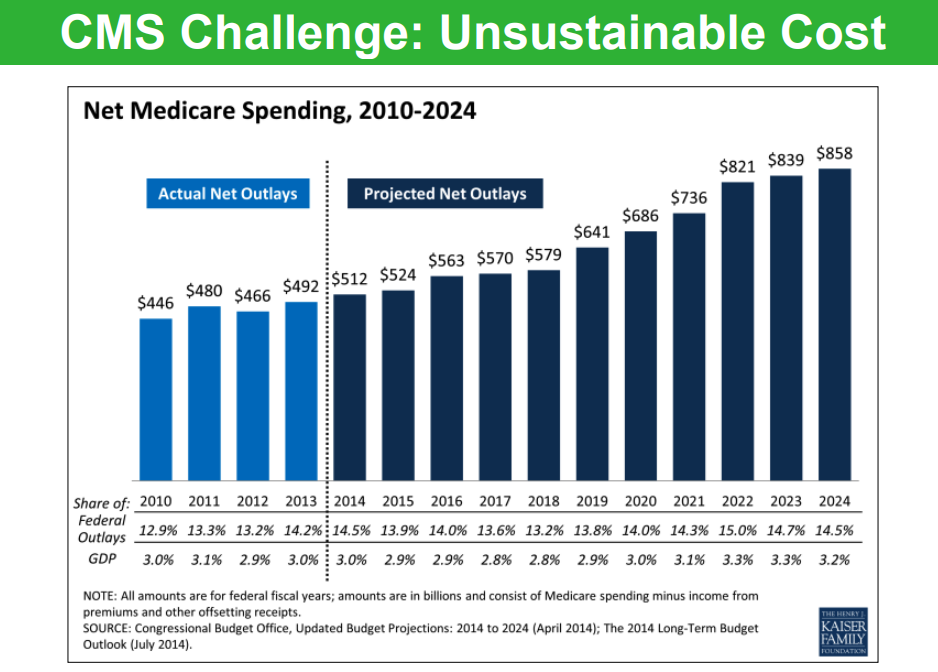 CMS Challenge: Unsustainable Cost
Net Medicare Spending, 2010-2024
Actual Net Outlays
Projected Net Outlays
$446 $480 $466 $492 $512 $524 $563 $570 $579 $641 $686 $736 $821 $839 $858
Share of: 2010 2011 2012 2013 2014 2015 2016 2017 2018 2019 2020 2021 2022 2023 2024
Federal
Outlays 12.9% 13.3% 13.2% 14.2% 14.5% 13.9% 14.0% 13.6% 13.2% 13.8% 14.0% 14.3% 15.0% 14.7% 14.5%
GDP 3.0% 3.1% 2.9% 3.0% 3.0% 2.9% 2.9% 2.8% 2.8% 2.9% 3.0% 3.1% 3.3% 3.3% 3.2%
NOTE: All amounts are for federal fiscal years; amounts are in billions and consist of Medicare spending minus income from
premiums and other offsetting receipts.
SOURCE: Congressional Budget Office, Updated Budget Projections: 2014 to 2024 (April 2014); The 2014 Long-Term Budget
Outlook (July 2014).
THE HENRY J.
KAISER
FAMILY
FOUNDATION